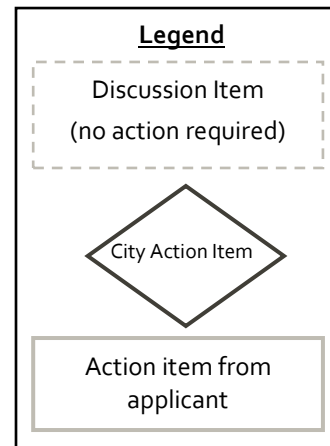 Legend
Discussion Item
(no action required)
City Action Item
Action item from
applicant